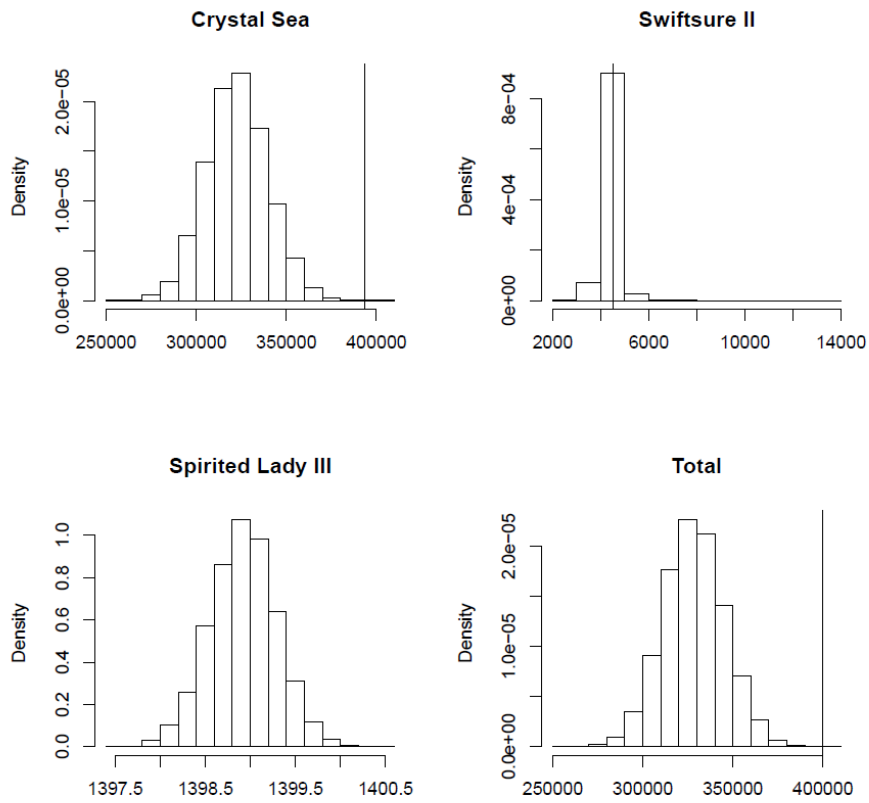 Crystal Sea
Density
0.0e+00 1.0e−05 2.0e−05
250000 300000 350000 400000
Swiftsure II
Density
0e+00 4e−04 8e−04
2000 6000 10000 14000
Spirited Lady III
Density
0.0 0.2 0.4 0.6 0.8 1.0
1397.5 1398.5 1399.5 1400.5
Total
Density
0.0e+00 1.0e−05 2.0e−05
250000 300000 350000 400000